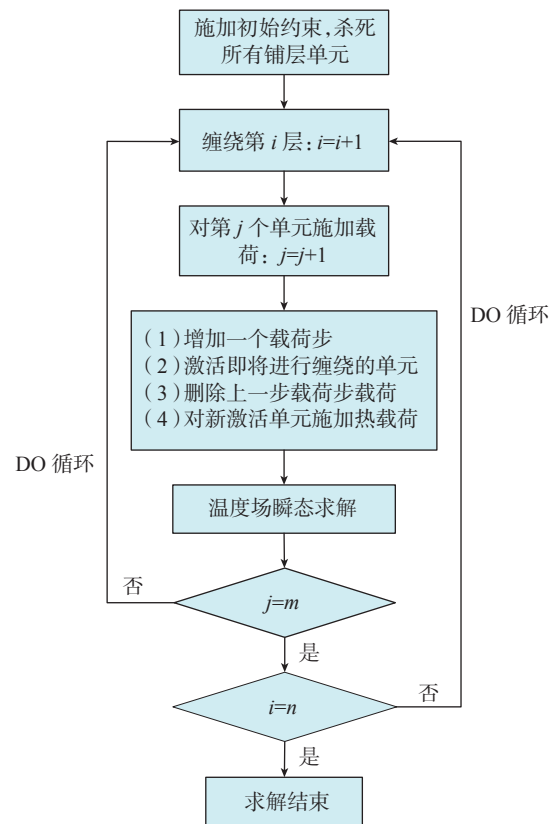 施加初始约束,杀死
所有铺层单元
缠绕第 i 层: i=i+1
对第 j 个单元施加载
荷: j=j+1
(1)增加一个载荷步
(2)激活即将进行缠绕的单元
(3)删除上一步载荷步载荷
(4)对新激活单元施加热载荷
DO 循环
DO 循环
温度场瞬态求解
否
j=m
是
否
i=n
是
求解结束